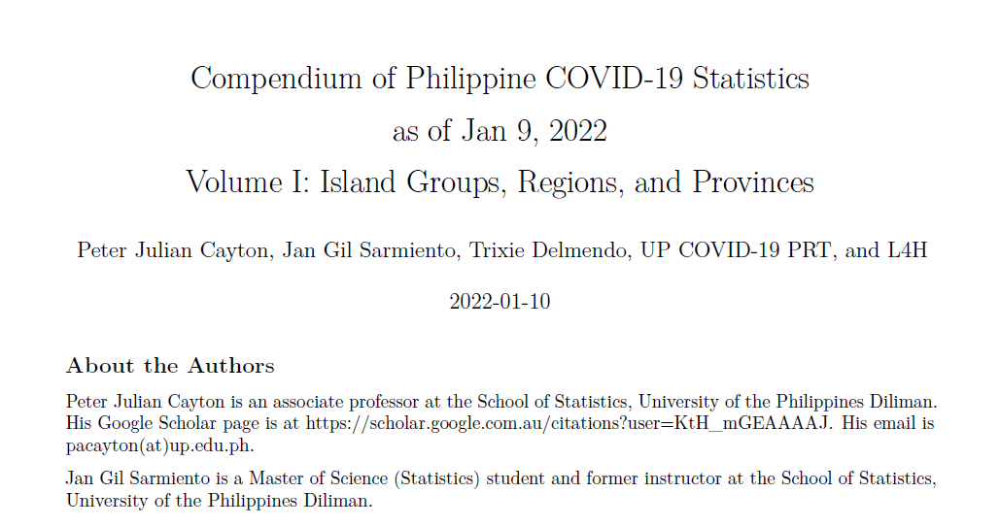 Compendium of Philippine COVID-19 Statistics
as of Jan 9, 2022
Volume I: Island Groups, Regions, and Provinces
Peter Julian Cayton, Jan Gil Sarmiento, Trixie Delmendo, UP COVID-19 PRT, and L4H
2022-01-10
About the Authors
Peter Julian Cayton is an associate professor at the School of Statistics, University of the Philippines Diliman.
His Google Scholar page is at https://scholar.google.com.au/citations?user=KtH_mGEAAAAJ. His email is
pacayton(at)up.edu.ph.
Jan Gil Sarmiento is a Master of Science (Statistics) student and former instructor at the School of Statistics,
University of the Philippines Diliman.